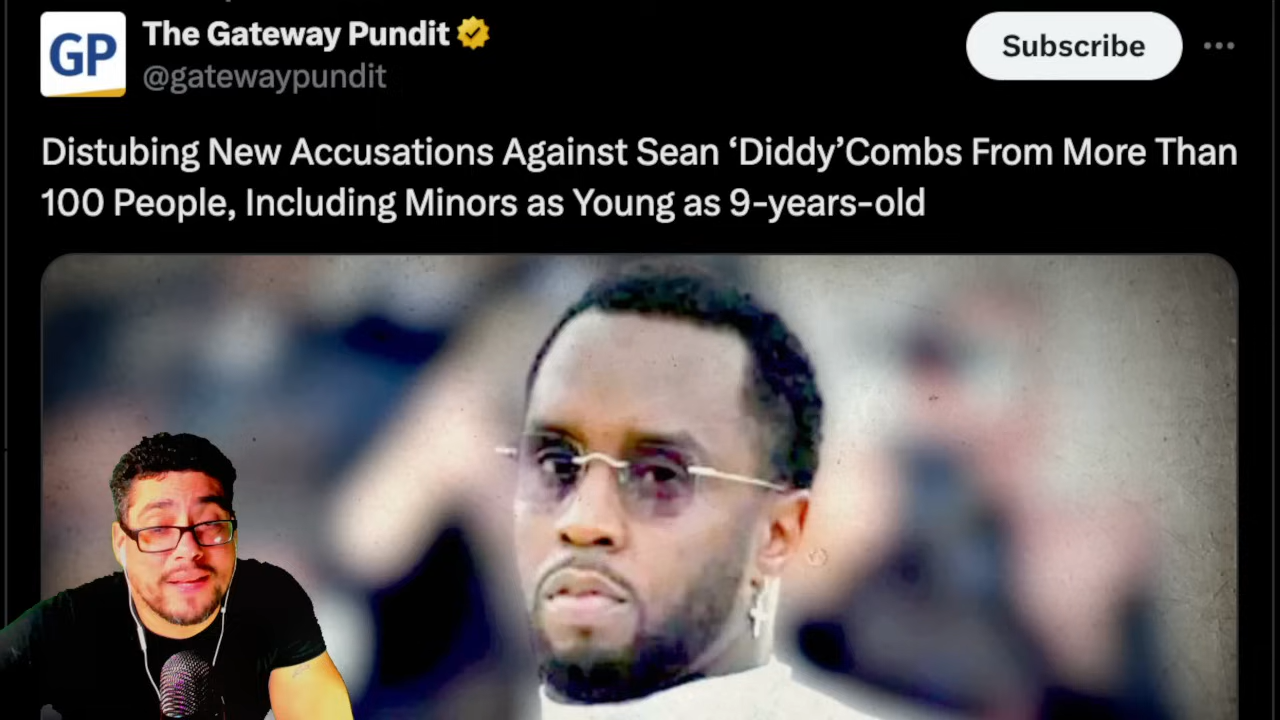 GP
The Gateway Pundit
@gatewaypundit
Subscribe
Distubing New Accusations Against Sean ‘Diddy’Combs From More Than
100 People, Including Minors as Young as 9-years-old